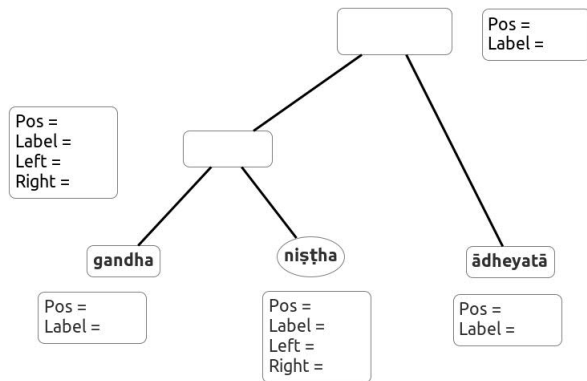 Pos =
Label =
Pos =
Label =
Left =
Right =
gandha
niṣṭha
ādheyatā
Pos =
Label =
Pos =
Label =
Left =
Right =
Pos =
Label =